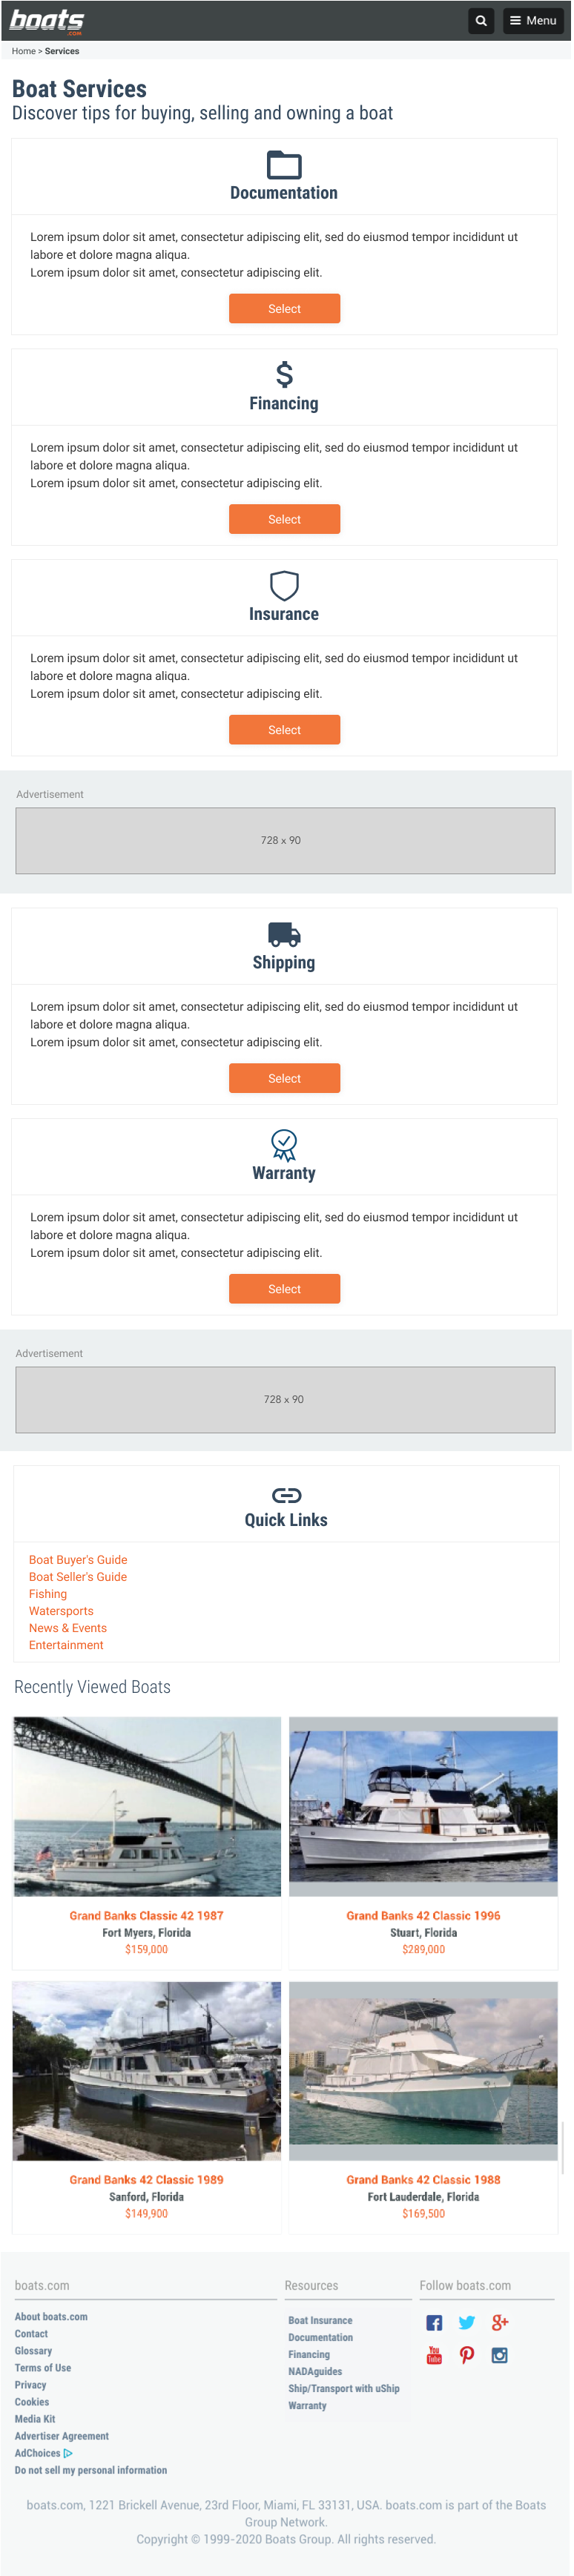 boats
.COM
Menu
Home > Services
Boat Services
Discover tips for buying, selling and owning a boat
Documentation
Lorem ipsum dolor sit amet, consectetur adipiscing elit, sed do eiusmod tempor incididunt ut
labore et dolore magna aliqua.
Lorem ipsum dolor sit amet, consectetur adipiscing elit.
Select
Financing
Lorem ipsum dolor sit amet, consectetur adipiscing elit, sed do eiusmod tempor incididunt ut
labore et dolore magna aliqua.
Lorem ipsum dolor sit amet, consectetur adipiscing elit.
Select
Insurance
Lorem ipsum dolor sit amet, consectetur adipiscing elit, sed do eiusmod tempor incididunt ut
labore et dolore magna aliqua.
Lorem ipsum dolor sit amet, consectetur adipiscing elit.
Select
Advertisement
728 x 90
Shipping
Lorem ipsum dolor sit amet, consectetur adipiscing elit, sed do eiusmod tempor incididunt ut
labore et dolore magna aliqua.
Lorem ipsum dolor sit amet, consectetur adipiscing elit.
Select
Warranty
Lorem ipsum dolor sit amet, consectetur adipiscing elit, sed do eiusmod tempor incididunt ut
labore et dolore magna aliqua.
Lorem ipsum dolor sit amet, consectetur adipiscing elit.
Select
Advertisement
728 x 90
Quick Links
Boat Buyer's Guide
Boat Seller's Guide
Fishing
Watersports
News & Events
Entertainment
Recently Viewed Boats
Grand Banks Classic 42 1987
Fort Myers, Florida
$159,000
Grand Banks 42 Classic 1996
Stuart, Florida
$289,000
Grand Banks 42 Classic 1989
Sanford, Florida
$149,900
Grand Banks 42 Classic 1988
Fort Lauderdale, Florida
$169,500
boats.com
About boats.com
Contact
Glossary
Terms of Use
Privacy
Cookies
Media Kit
Advertiser Agreement
AdChoices
Do not sell my personal information
Resources
Boat Insurance
Documentation
Financing
NADAguides
Ship/Transport with uShip
Warranty
Follow boats.com
You
Tube
boats.com, 1221 Brickell Avenue, 23rd Floor, Miami, FL 33131, USA. boats.com is part of the Boats
Group Network.
Copyright © 1999-2020 Boats Group. All rights reserved.